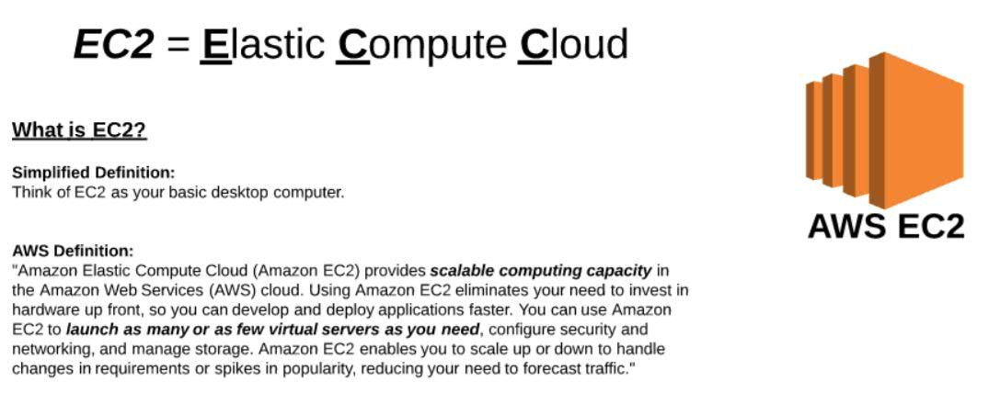 EC2 = Elastic Compute Cloud
What is EC2?
Simplified Definition:
Think of EC2 as your basic desktop computer.
AWS Definition:
"Amazon Elastic Compute Cloud (Amazon EC2) provides scalable computing capacity in
the Amazon Web Services (AWS) cloud. Using Amazon EC2 eliminates your need to invest in
hardware up front, so you can develop and deploy applications faster. You can use Amazon
EC2 to launch as many or as few virtual servers as you need, configure security and
networking, and manage storage. Amazon EC2 enables you to scale up or down to handle
changes in requirements or spikes in popularity, reducing your need to forecast traffic."
AWS EC2